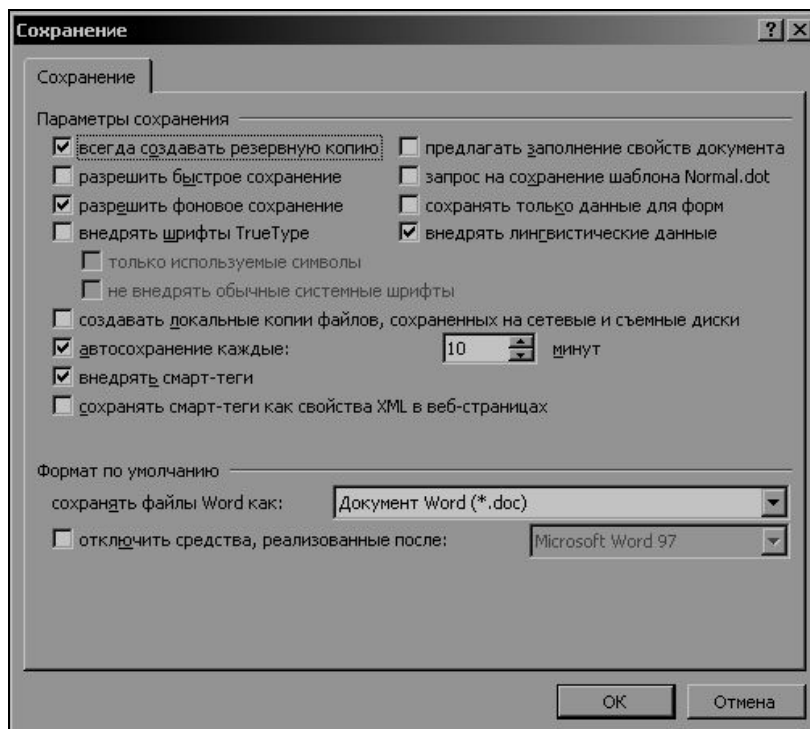 Сохранение
Сохранение
Параметры сохранения
всегда создавать резервную копию
предлагать заполнение свойств документа
разрешить быстрое сохранение
запрос на сохранение шаблона Normal.dot
разрешить фоновое сохранение
сохранять только данные для форм
внедрять шрифты TrueType
внедрять лингвистические данные
только используемые символы
не внедрять обычные системные шрифты
создавать локальные копии файлов, сохраненных на сетевые и съемные диски
автосохранение каждые: 10 минут
внедрять смарт-теги
сохранять смарт-теги как свойства XML в веб-страницах
Формат по умолчанию
сохранять файлы Word как: Документ Word (*.doc)
отключить средства, реализованные после: Microsoft Word 97
OK Отмена